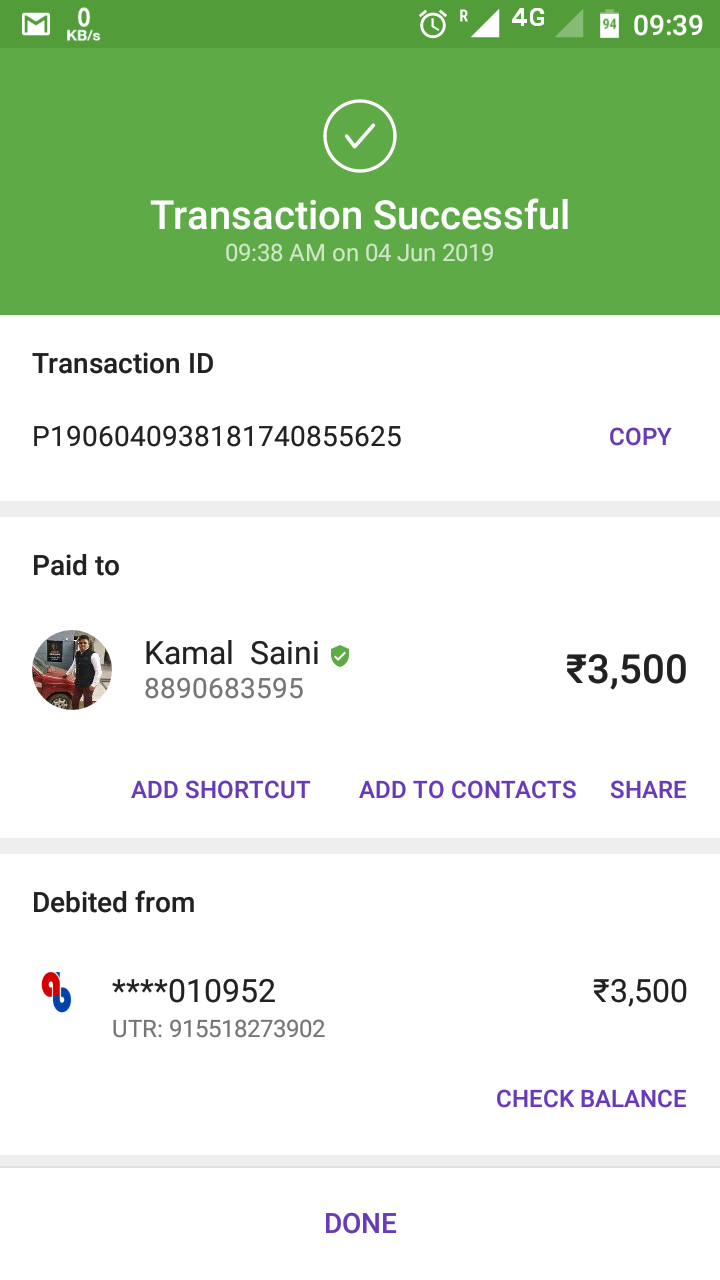 0
KB/s
R
4G
94
09:39
Transaction Successful
09:38 AM on 04 Jun 2019
Transaction ID
P1906040938181740855625
COPY
Paid to
Kamal  Saini
8890683595
₹3,500
ADD SHORTCUT
ADD TO CONTACTS
SHARE
Debited from
****010952
₹3,500
UTR: 915518273902
CHECK BALANCE
DONE